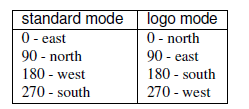 standard mode logo mode
0 - east 0 - north
90 - north 90 - east
180 - west 180 - south
270 - south 270 - west